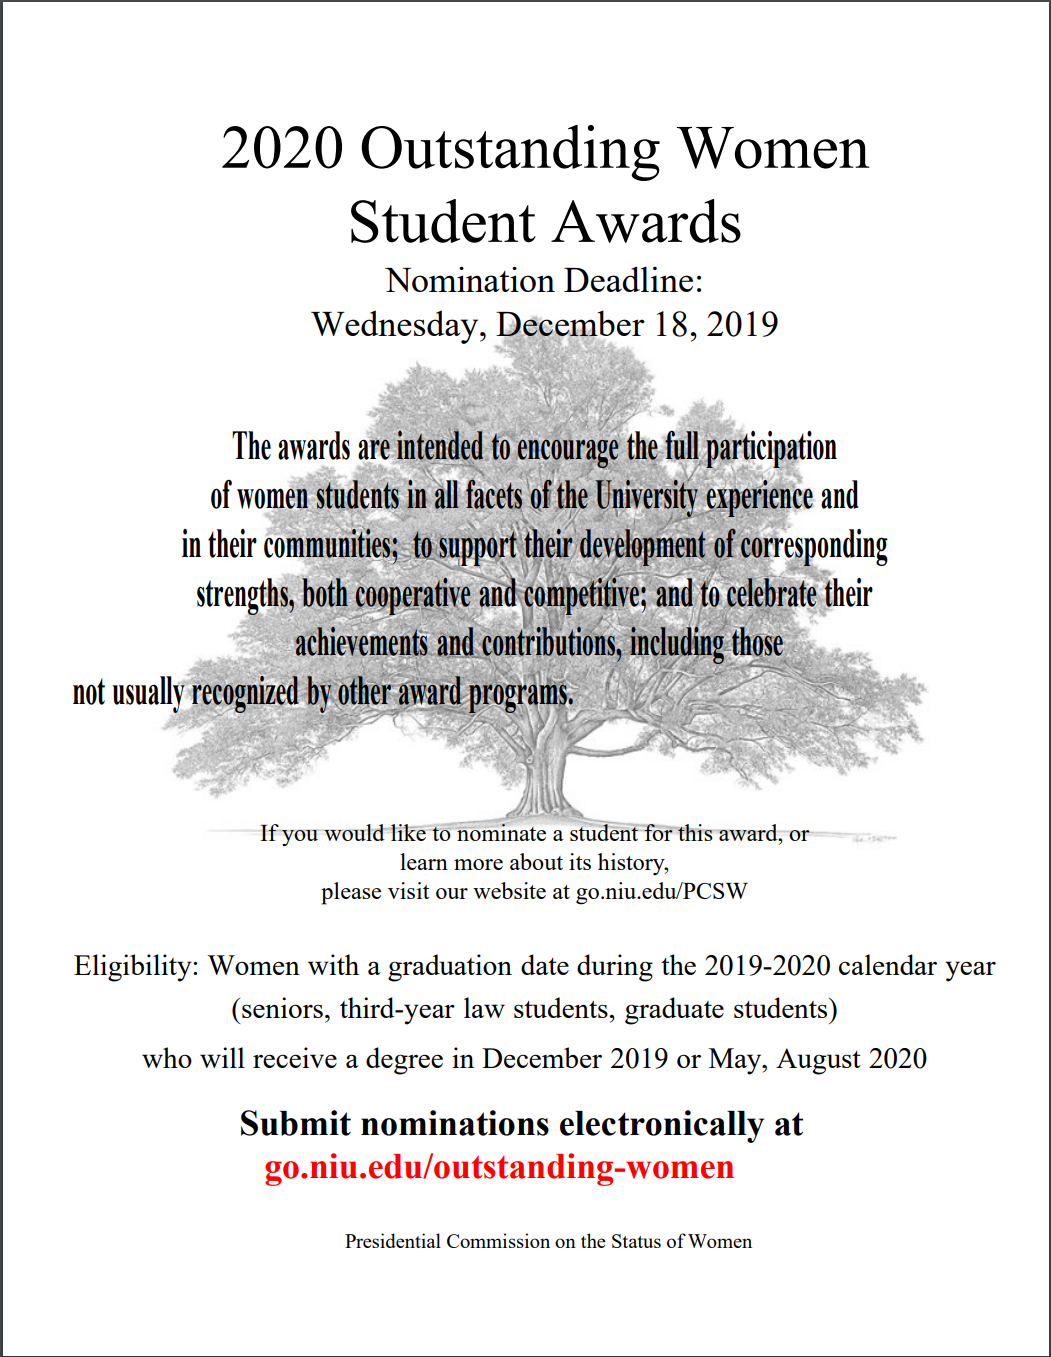 2020 Outstanding Women
Student Awards
Nomination Deadline:
Wednesday, December 18, 2019
The awards are intended to encourage the full participation
of women students in all facets of the University experience and
in their communities;  to support their development of corresponding
strengths, both cooperative and competitive; and to celebrate their
achievements and contributions, including those
not usually recognized by other award programs.
If you would like to nominate a student for this award, or
learn more about its history,
please visit our website at go.niu.edu/PCSW
Eligibility: Women with a graduation date during the 2019-2020 calendar year
(seniors, third-year law students, graduate students)
who will receive a degree in December 2019 or May, August 2020
Submit nominations electronically at
go.niu.edu/outstanding-women
Presidential Commission on the Status of Women